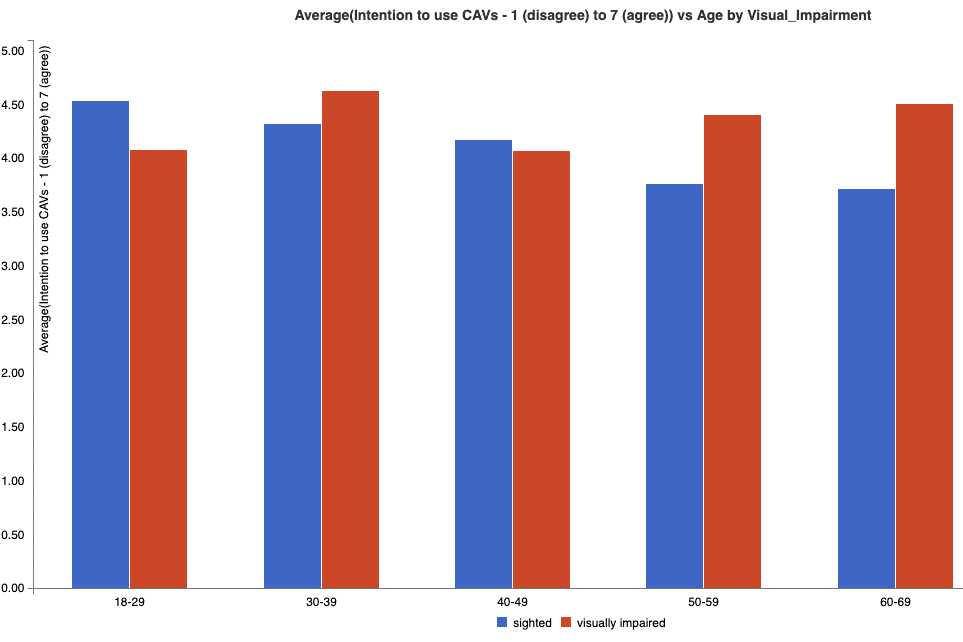 Average(Intention to use CAVs - 1 (disagree) to 7 (agree)) vs Age by Visual_Impairment
Average(Intention to use CAVs - 1 (disagree) to 7 (agree))
5.00
4.50
4.00
3.50
3.00
2.50
2.00
1.50
1.00
0.50
0.00
18-29 30-39 40-49 50-59 60-69
sighted visually impaired